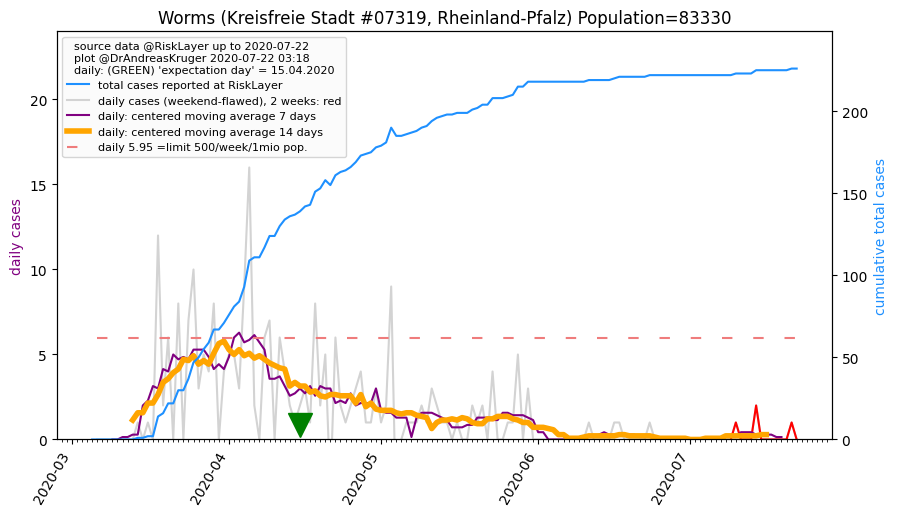 Worms (Kreisfreie Stadt #07319, Rheinland-Pfalz) Population=83330
source data @RiskLayer up to 2020-07-22
plot @DrAndreasKruger 2020-07-22 03:18
daily: (GREEN) 'expectation day' = 15.04.2020
total cases reported at RiskLayer
daily cases (weekend-flawed), 2 weeks: red
daily: centered moving average 7 days
daily: centered moving average 14 days
daily 5.95 =limit 500/week/1mio pop.
daily cases
20
15
10
5
0
cumulative total cases
200
150
100
50
0
2020-03
2020-04
2020-05
2020-06
2020-07